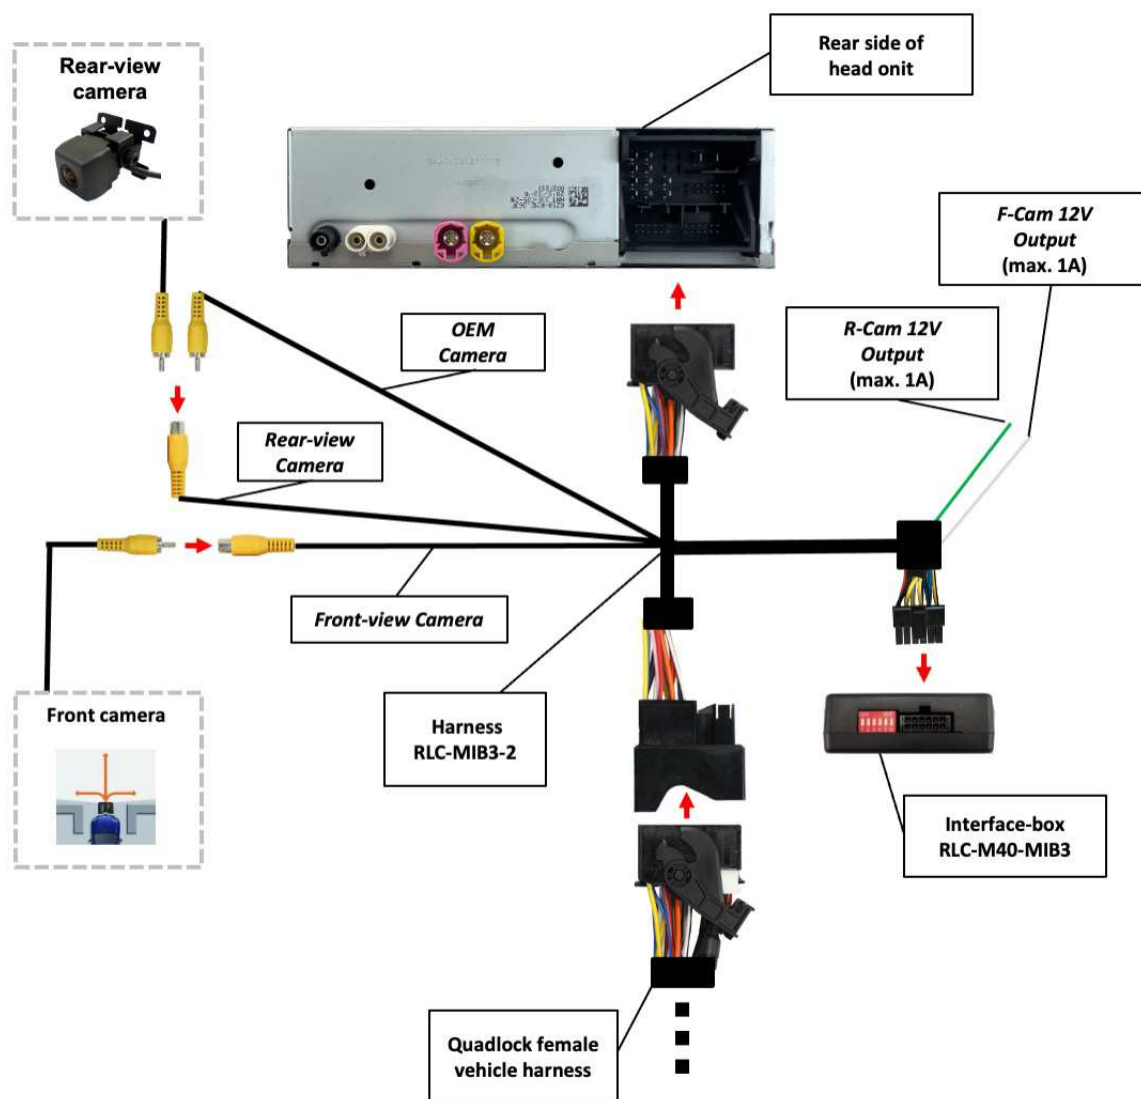 Rear-view
camera
Rear side of
head onit
F-Cam 12V
Output
(max. 1A)
R-Cam 12V
Output
(max. 1A)
OEM
Camera
Rear-view
Camera
Front-view Camera
Front camera
Harness
RLC-MIB3-2
Interface-box
RLC-M40-MIB3
Quadlock female
vehicle harness